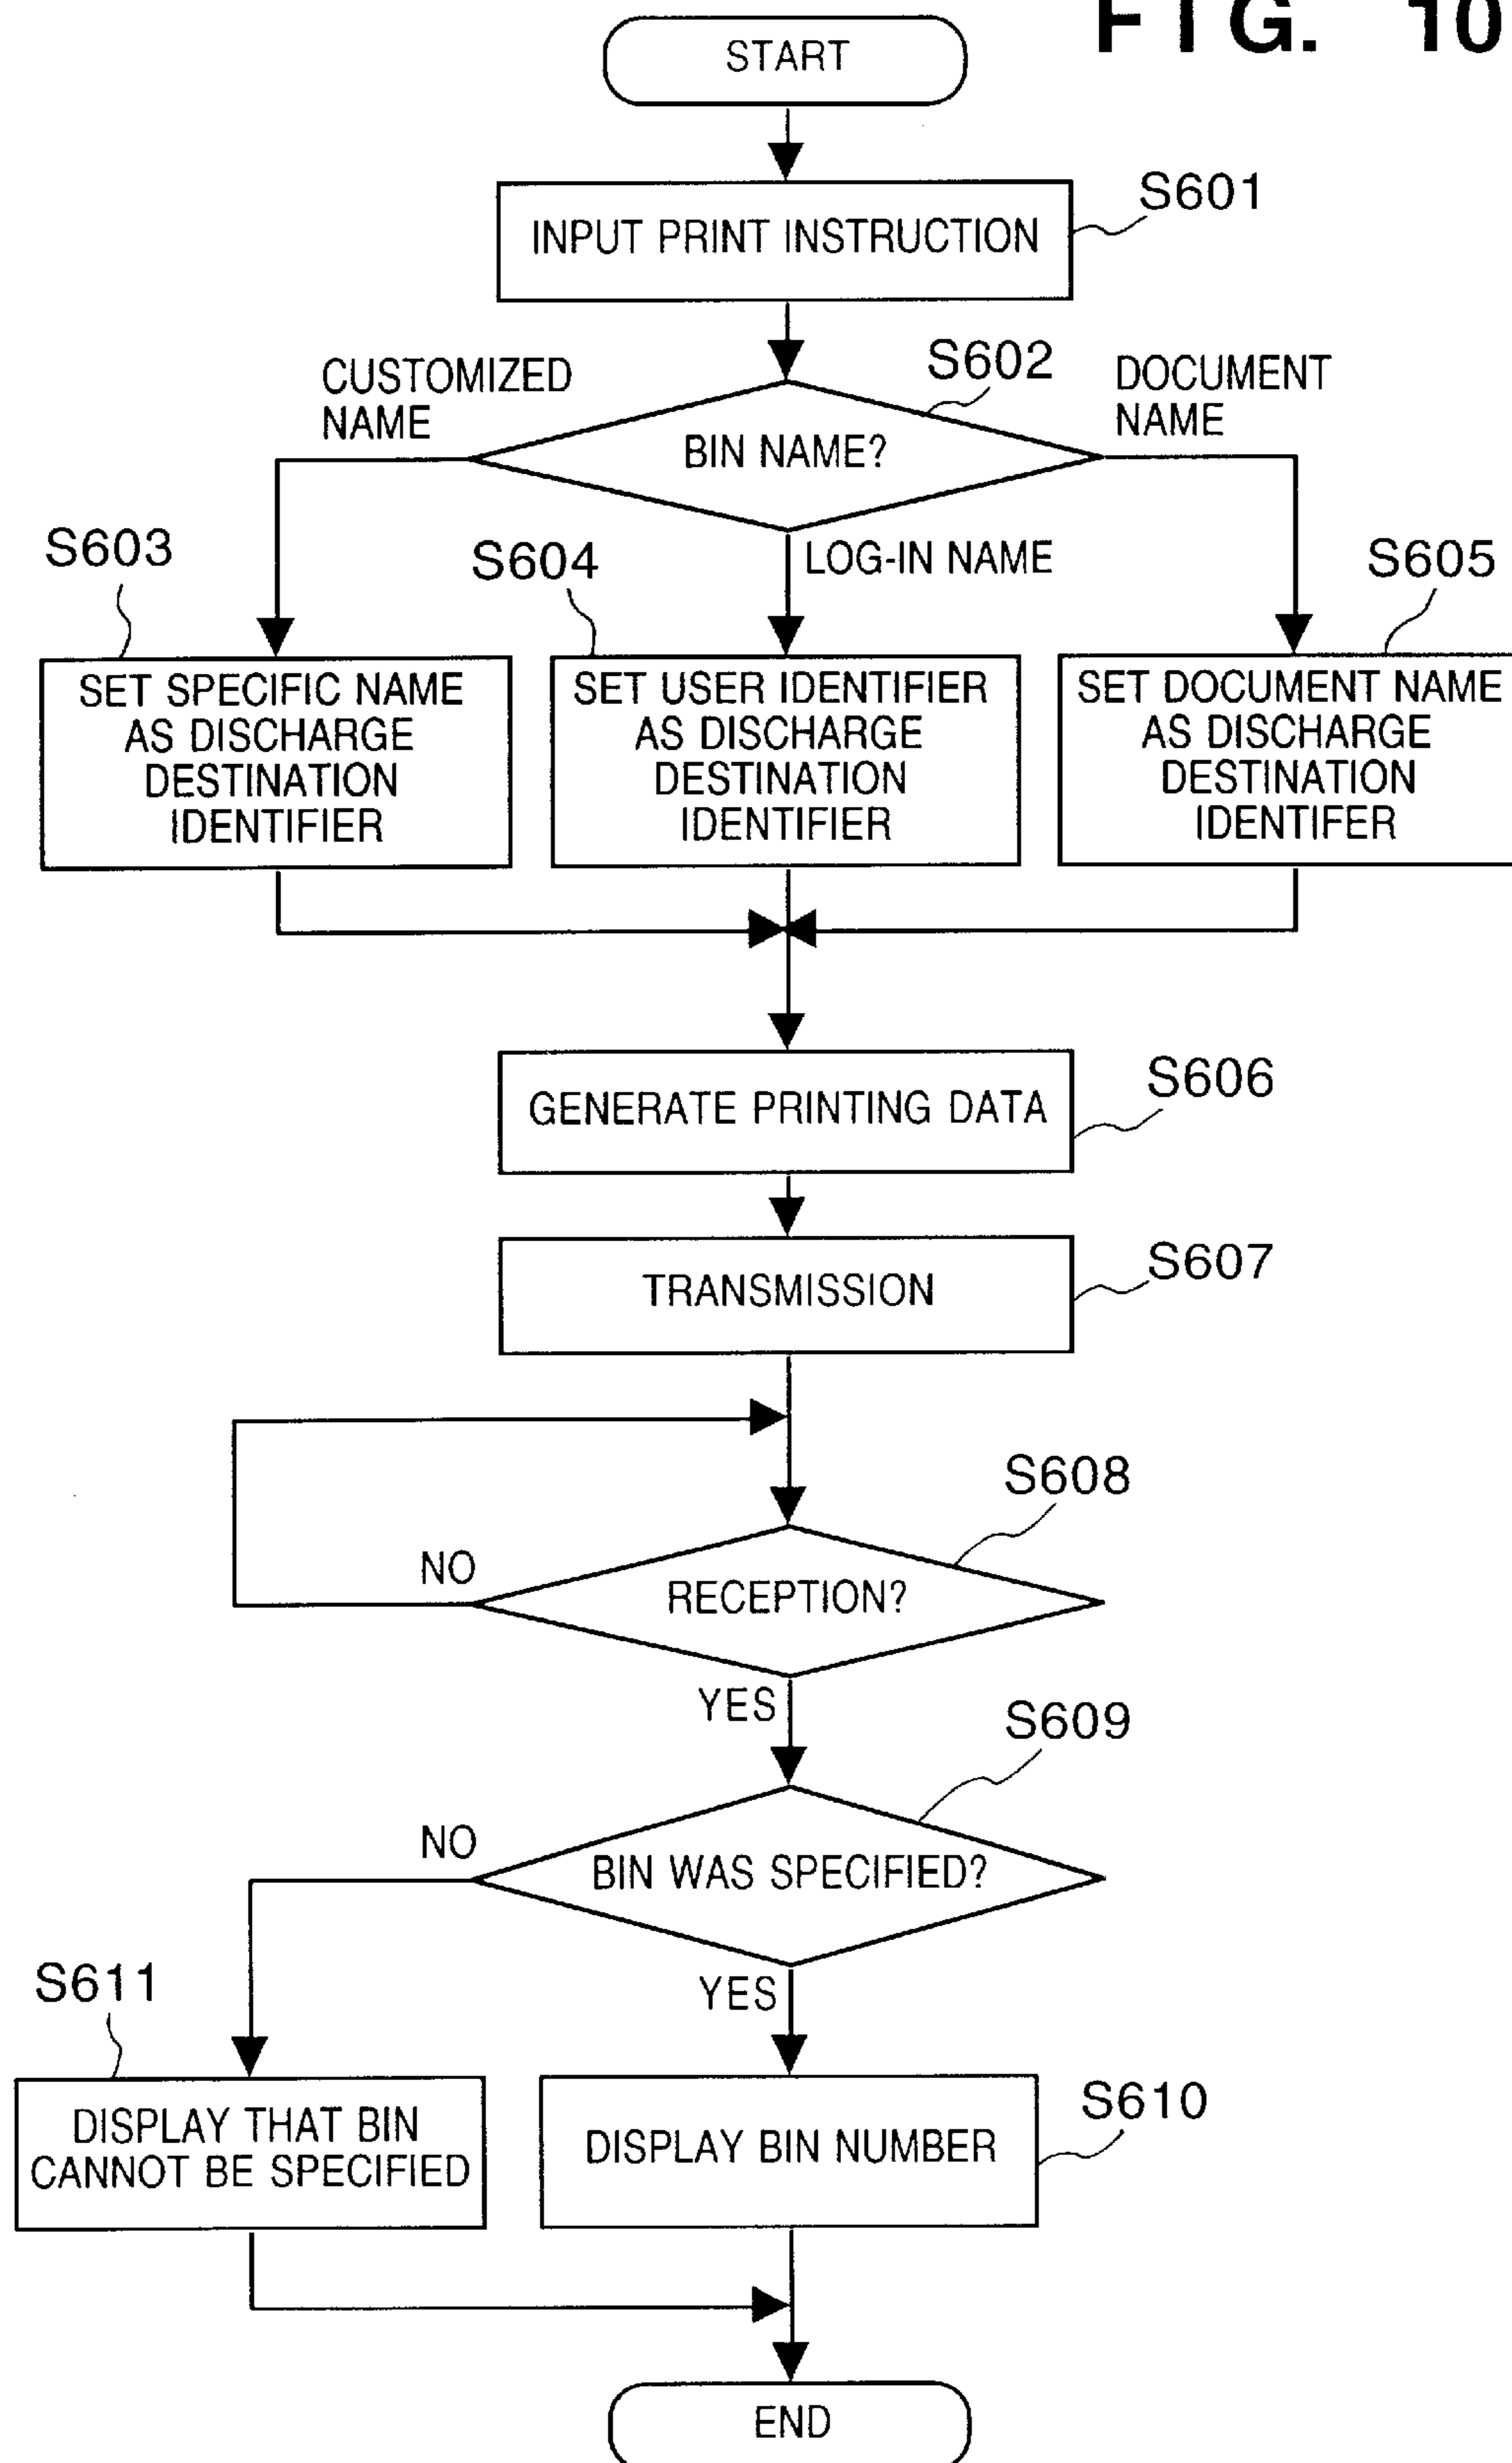 FIG. 10
START
INPUT PRINT INSTRUCTION
S601
BIN NAME?
S602
CUSTOMIZED
NAME
LOG-IN NAME
DOCUMENT
NAME
S603
SET SPECIFIC NAME
AS DISCHARGE
DESTINATION
IDENTIFIER
S604
SET USER IDENTIFIER
AS DISCHARGE
DESTINATION
IDENTIFIER
S605
SET DOCUMENT NAME
AS DISCHARGE
DESTINATION
IDENTIFER
GENERATE PRINTING DATA
S606
TRANSMISSION
S607
S608
NO
RECEPTION?
YES
S609
NO
BIN WAS SPECIFIED?
YES
S611
DISPLAY THAT BIN
CANNOT BE SPECIFIED
DISPLAY BIN NUMBER
S610
END